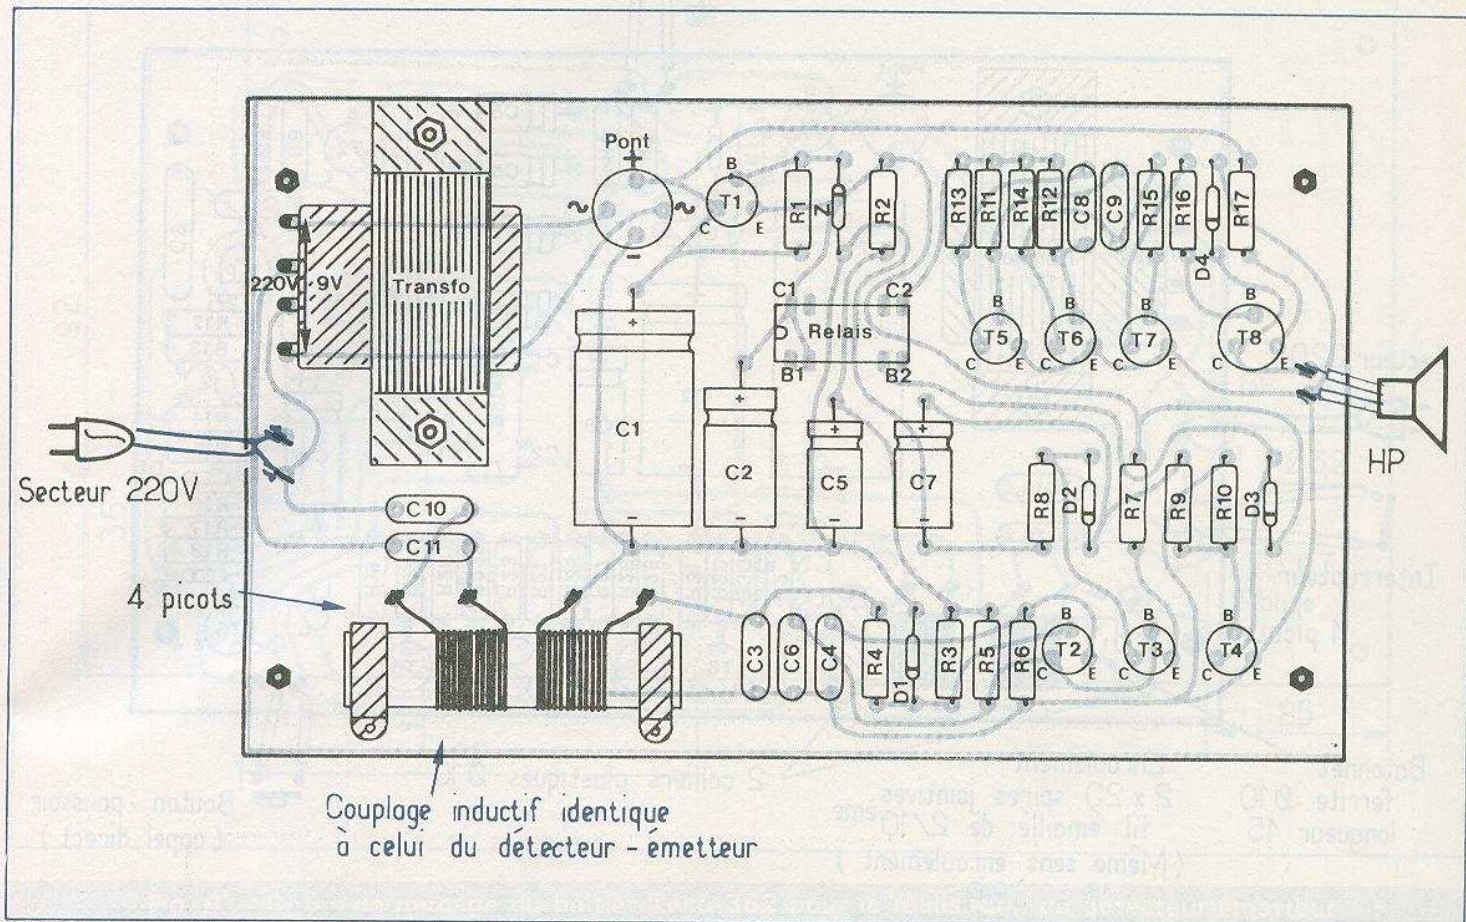 Pont
+
B
T1
C
E
~
~
-
R1
Z
R2
R13
R11
R14
R12
C8
C9
R15
R16
D4
R17
220V
9V
Transfo
C1
C2
Relais
B1
B2
B
T5
C
E
B
T6
C
E
B
T7
C
E
B
T8
C
E
+
C1
-
+
C2
-
+
C5
-
+
C7
-
HP
Secteur 220V
R8
D2
R7
R9
R10
D3
C10
C11
4 picots
C3
C6
C4
R4
D1
R3
R5
R6
B
T2
C
E
B
T3
C
E
B
T4
C
E
Couplage inductif identique
à celui du détecteur - émetteur